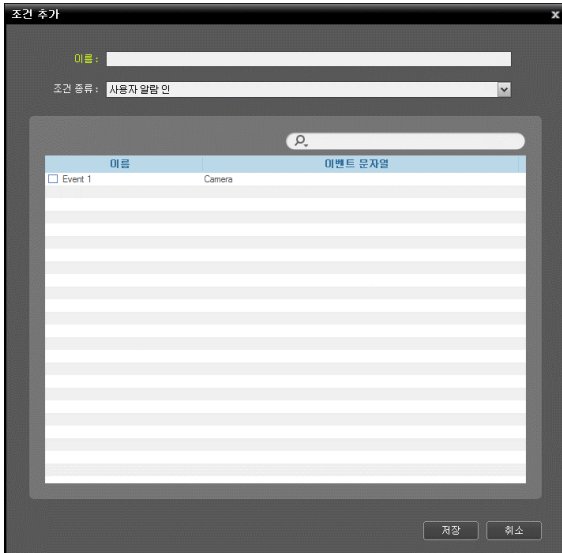 조건 추가
이름 :
조건 종류 : 사용자 알람 인
이름 이벤트 문자열
Event 1 Camera
저장 취소